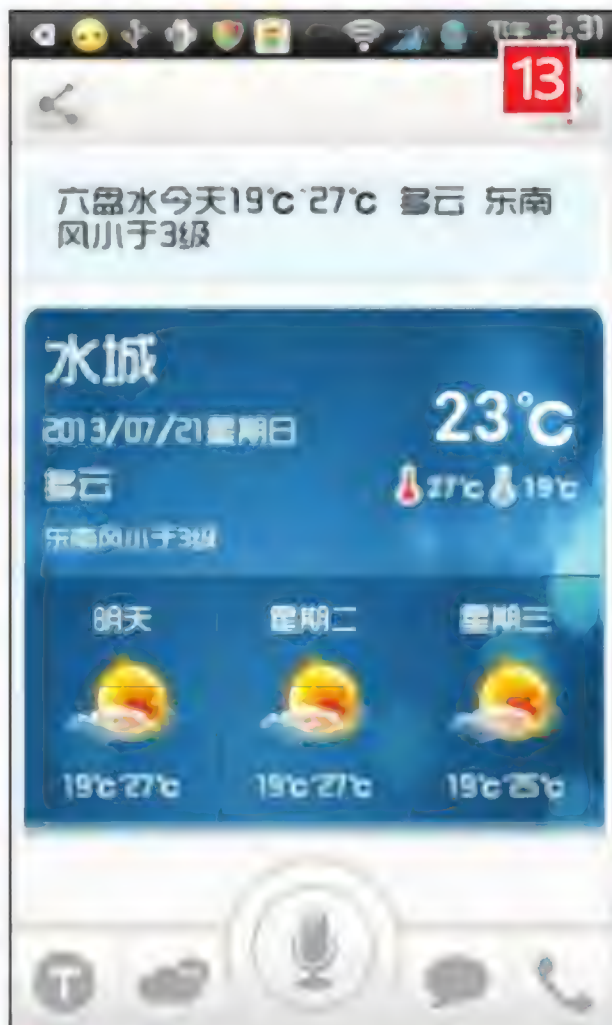 下午 3:31
13
六盘水今天19℃~27℃ 多云 东南
风小于3级
水城
23℃
2013/07/21星期日
多云
27℃ 19℃
东南风小于3级
明天 星期二 星期三
19℃~27℃ 19℃~27℃ 19℃~25℃
T